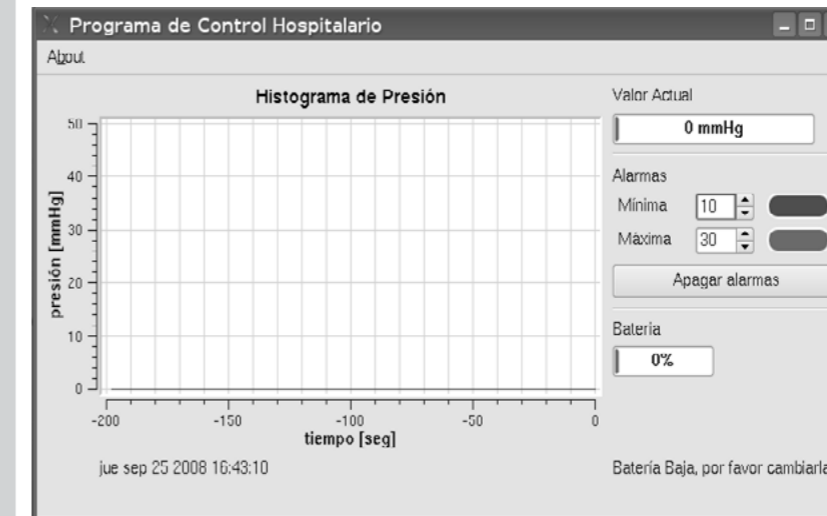 Programa de Control Hospitalario
About
Histograma de Presión
Valor Actual
0 mmHg
Alarmas
Mínima 10
Máxima 30
Apagar alarmas
Batería
0%
presión [mmHg]
50
40
30
20
10
0
-200 -150 -100 -50 0
tiempo [seg]
jue sep 25 2008 16:43:10
Batería Baja, por favor cambiarla